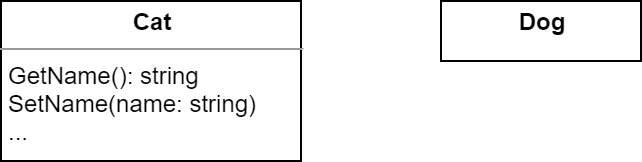 Cat
GetName(): string
SetName(name: string)
...
Dog